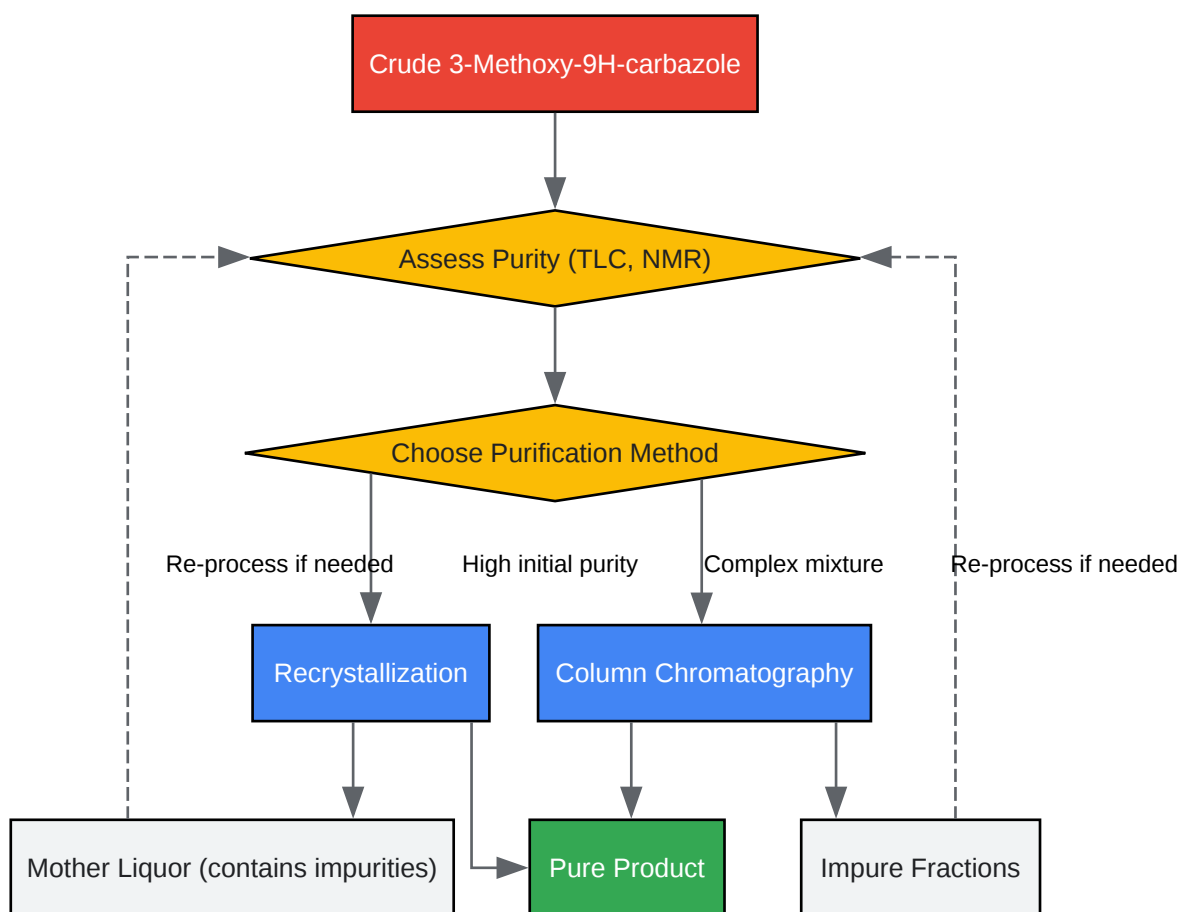 Crude 3-Methoxy-9H-carbazole
Assess Purity (TLC, NMR)
Choose Purification Method
Re-process if needed
High initial purity
Complex mixture
Re-process if needed
Recrystallization
Column Chromatography
Mother Liquor (contains impurities)
Pure Product
Impure Fractions